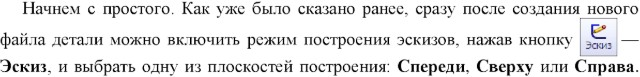 Начнем с простого. Как уже было сказано ранее, сразу после создания нового
файла детали можно включить режим построения эскизов, нажав кнопку Эскиз —
Эскиз, и выбрать одну из плоскостей построения: Спереди, Сверху или Справа.